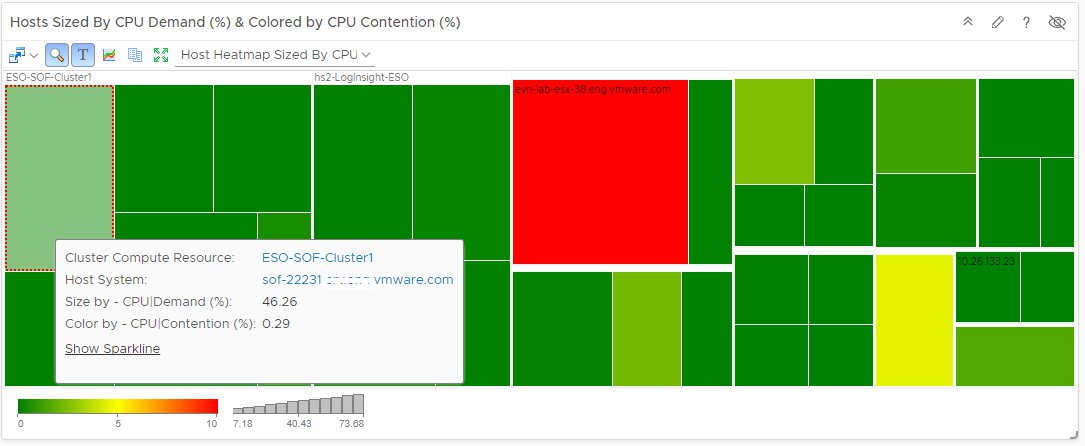 Hosts Sized By CPU Demand (%) & Colored by CPU Contention (%)
?
T
Host Heatmap Sized By CPU
ESO-SOF-Cluster1
hs2-LogInsight-ESO
evn-lab-esx-38.eng.vmware.com
10.26.133.23
Cluster Compute Resource: ESO-SOF-Cluster1
Host System: sof-22231 vmware.com
Size by - CPU|Demand (%): 46.26
Color by - CPU|Contention (%): 0.29
Show Sparkline
0 5 10
7.18 40.43 73.68